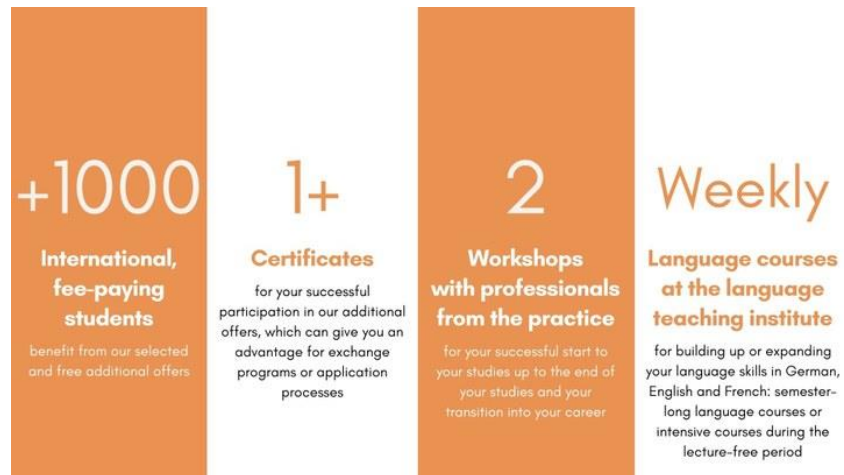 +1000
International,
fee-paying
students
benefit from our selected
and free additional offers
1+
Certificates
for your successful
participation in our additional
offers, which can give you an
advantage for exchange
programs or application
processes
2
Workshops
with professionals
from the practice
for your successful start to
your studies up to the end of
your studies and your
transition into your career
Weekly
Language courses
at the language
teaching institute
for building up or expanding
your language skills in German,
English and French: semester-
long language courses or
intensive courses during the
lecture-free period